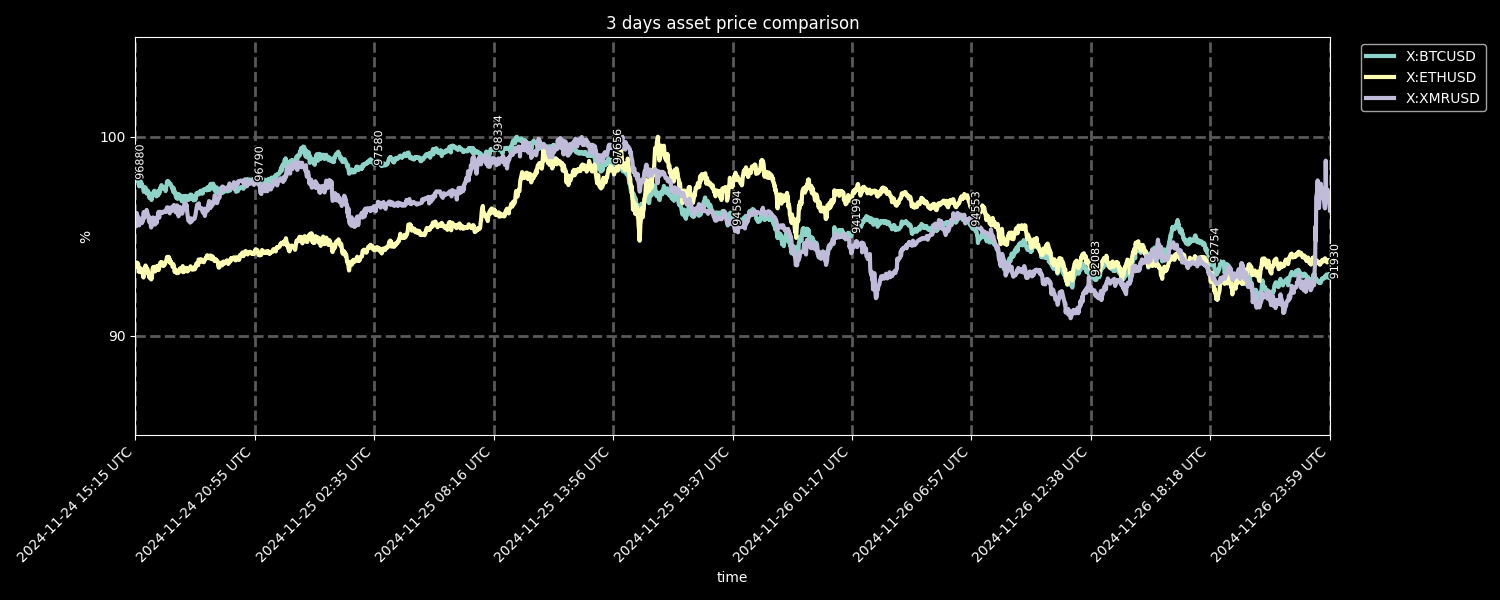 3 days asset price comparison
X:BTCUSD
X:ETHUSD
X:XMRUSD
100
90
%
96880
96790
97580
98334
97656
94594
94199
94553
92083
92754
91930
2024-11-24 15:15 UTC
2024-11-24 20:55 UTC
2024-11-25 02:35 UTC
2024-11-25 08:16 UTC
2024-11-25 13:56 UTC
2024-11-25 19:37 UTC
2024-11-26 01:17 UTC
2024-11-26 06:57 UTC
2024-11-26 12:38 UTC
2024-11-26 18:18 UTC
2024-11-26 23:59 UTC
time